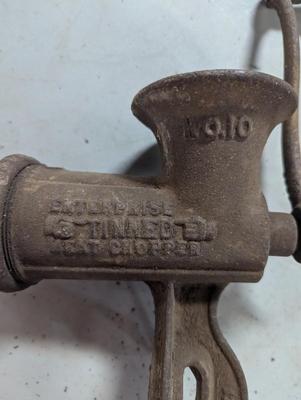 No.10
ENTERPRISE
TINNED
MEAT CHOPPER